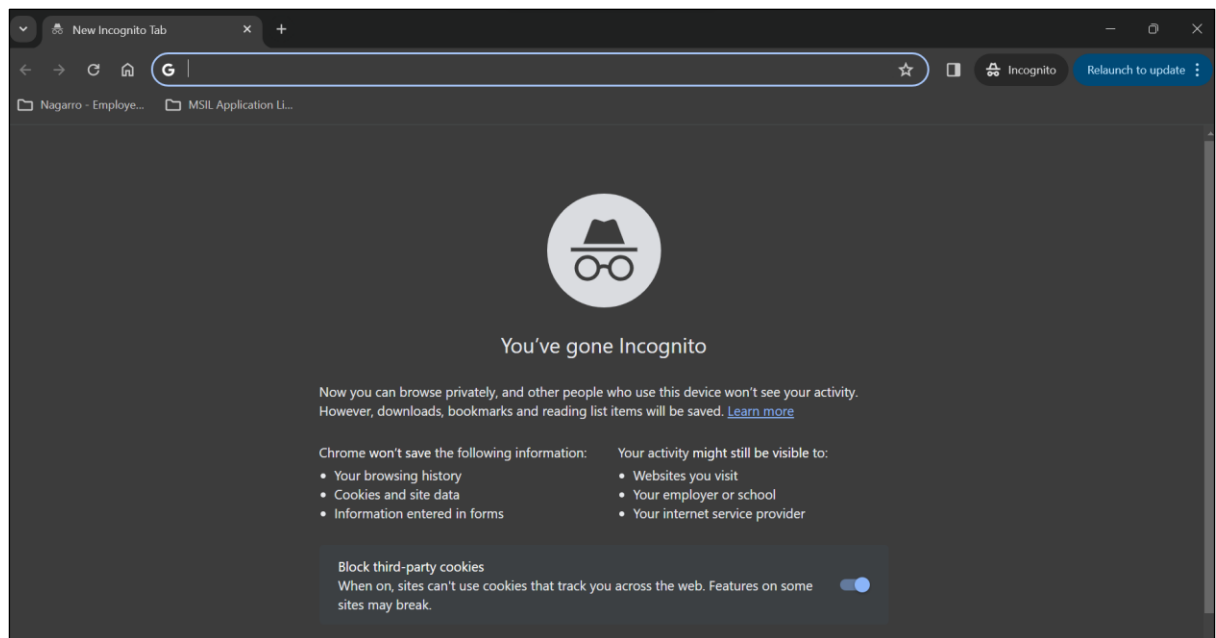 New Incognito Tab
G
Incognito
Relaunch to update
Nagarro - Employe...
MSIL Application Li...
You've gone Incognito
Now you can browse privately, and other people who use this device won't see your activity.
However, downloads, bookmarks and reading list items will be saved. Learn more
Chrome won't save the following information:
• Your browsing history
• Cookies and site data
• Information entered in forms
Your activity might still be visible to:
• Websites you visit
• Your employer or school
• Your internet service provider
Block third-party cookies
When on, sites can't use cookies that track you across the web. Features on some
sites may break.